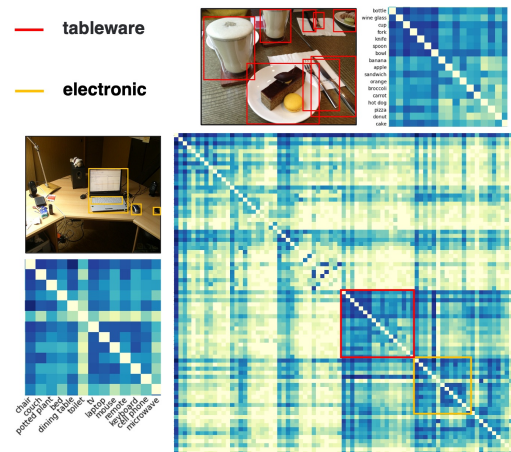 tableware
electronic
bottle
wine glass
cup
fork
knife
spoon
bowl
banana
apple
sandwich
orange
broccoli
carrot
hot dog
pizza
donut
cake
chair
couch
potted plant
bed
dining table
toilet
tv
laptop
mouse
remote
keyboard
cell phone
microwave